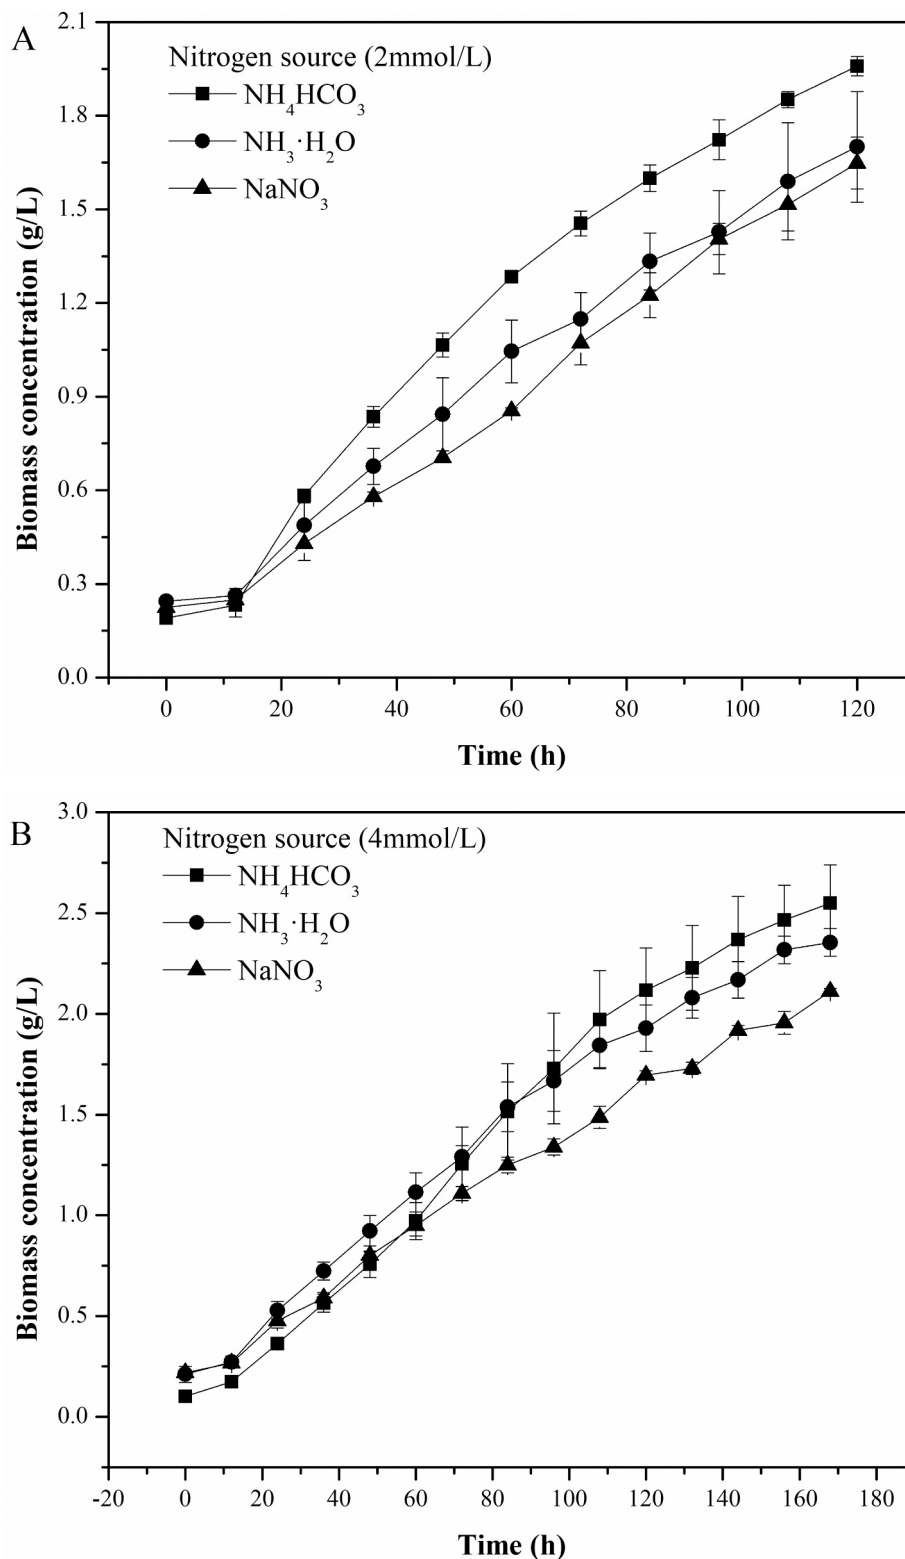 A
Nitrogen source (2mmol/L)
NH₄HCO₃
NH₃·H₂O
NaNO₃
Biomass concentration (g/L)
2.1
1.8
1.5
1.2
0.9
0.6
0.3
0.0
0 20 40 60 80 100 120
Time (h)
B
Nitrogen source (4mmol/L)
NH₄HCO₃
NH₃·H₂O
NaNO₃
Biomass concentration (g/L)
3.0
2.5
2.0
1.5
1.0
0.5
0.0
-20 0 20 40 60 80 100 120 140 160 180
Time (h)